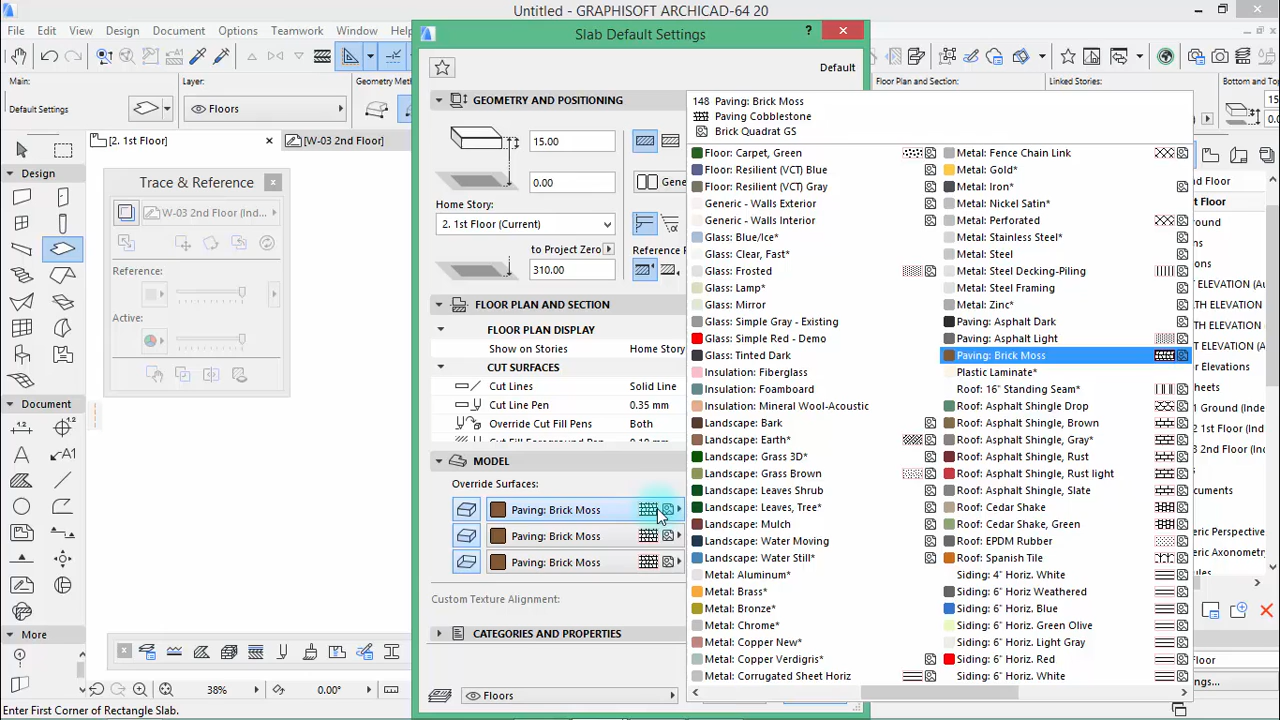 Untitled - GRAPHISOFT ARCHICAD-64 20
File Edit View Design Document Options Teamwork Window
Slab Default Settings
?
Main:
Layer:
Default Settings
Floors
Floor Plan and Section:
Linked Stories:
[2. 1st Floor]
[W-03 2nd Floor]
Design
Document
More
Trace & Reference
W-03 2nd Floor (Ind...
Reference:
Active:
38%
0.00°
Enter First Corner of Rectangle Slab.
Default
GEOMETRY AND POSITIONING
15.00
0.00
Gene
Home Story:
2. 1st Floor (Current)
to Project Zero
Reference P
310.00
FLOOR PLAN AND SECTION
FLOOR PLAN DISPLAY
Show on Stories
Home Story
CUT SURFACES
Cut Lines
Solid Line
Cut Line Pen
0.35 mm
Override Cut Fill Pens
Both
MODEL
Override Surfaces:
Paving: Brick Moss
Paving: Brick Moss
Paving: Brick Moss
Custom Texture Alignment:
CATEGORIES AND PROPERTIES
Floors
148 Paving: Brick Moss
Paving Cobblestone
Brick Quadrat GS
Floor: Carpet, Green
Floor: Resilient (VCT) Blue
Floor: Resilient (VCT) Gray
Generic - Walls Exterior
Generic - Walls Interior
Glass: Blue/Ice*
Glass: Clear, Fast*
Glass: Frosted
Glass: Lamp*
Glass: Mirror
Glass: Simple Gray - Existing
Glass: Simple Red - Demo
Glass: Tinted Dark
Insulation: Fiberglass
Insulation: Foamboard
Insulation: Mineral Wool-Acoustic
Landscape: Bark
Landscape: Earth*
Landscape: Grass 3D*
Landscape: Grass Brown
Landscape: Leaves Shrub
Landscape: Leaves, Tree*
Landscape: Mulch
Landscape: Water Moving
Landscape: Water Still*
Metal: Aluminum*
Metal: Brass*
Metal: Bronze*
Metal: Chrome*
Metal: Copper New*
Metal: Copper Verdigris*
Metal: Corrugated Sheet Horiz
Metal: Fence Chain Link
Metal: Gold*
Metal: Iron*
Metal: Nickel Satin*
Metal: Perforated
Metal: Stainless Steel*
Metal: Steel
Metal: Steel Decking-Piling
Metal: Steel Framing
Metal: Zinc*
Paving: Asphalt Dark
Paving: Asphalt Light
Paving: Brick Moss
Plastic Laminate*
Roof: 16" Standing Seam*
Roof: Asphalt Shingle Drop
Roof: Asphalt Shingle, Brown
Roof: Asphalt Shingle, Gray*
Roof: Asphalt Shingle, Rust
Roof: Asphalt Shingle, Rust light
Roof: Asphalt Shingle, Slate
Roof: Cedar Shake
Roof: Cedar Shake, Green
Roof: EPDM Rubber
Roof: Spanish Tile
Siding: 4" Horiz. White
Siding: 6" Horiz Weathered
Siding: 6" Horiz. Blue
Siding: 6" Horiz. Green Olive
Siding: 6" Horiz. Light Gray
Siding: 6" Horiz. Red
Siding: 6" Horiz. White